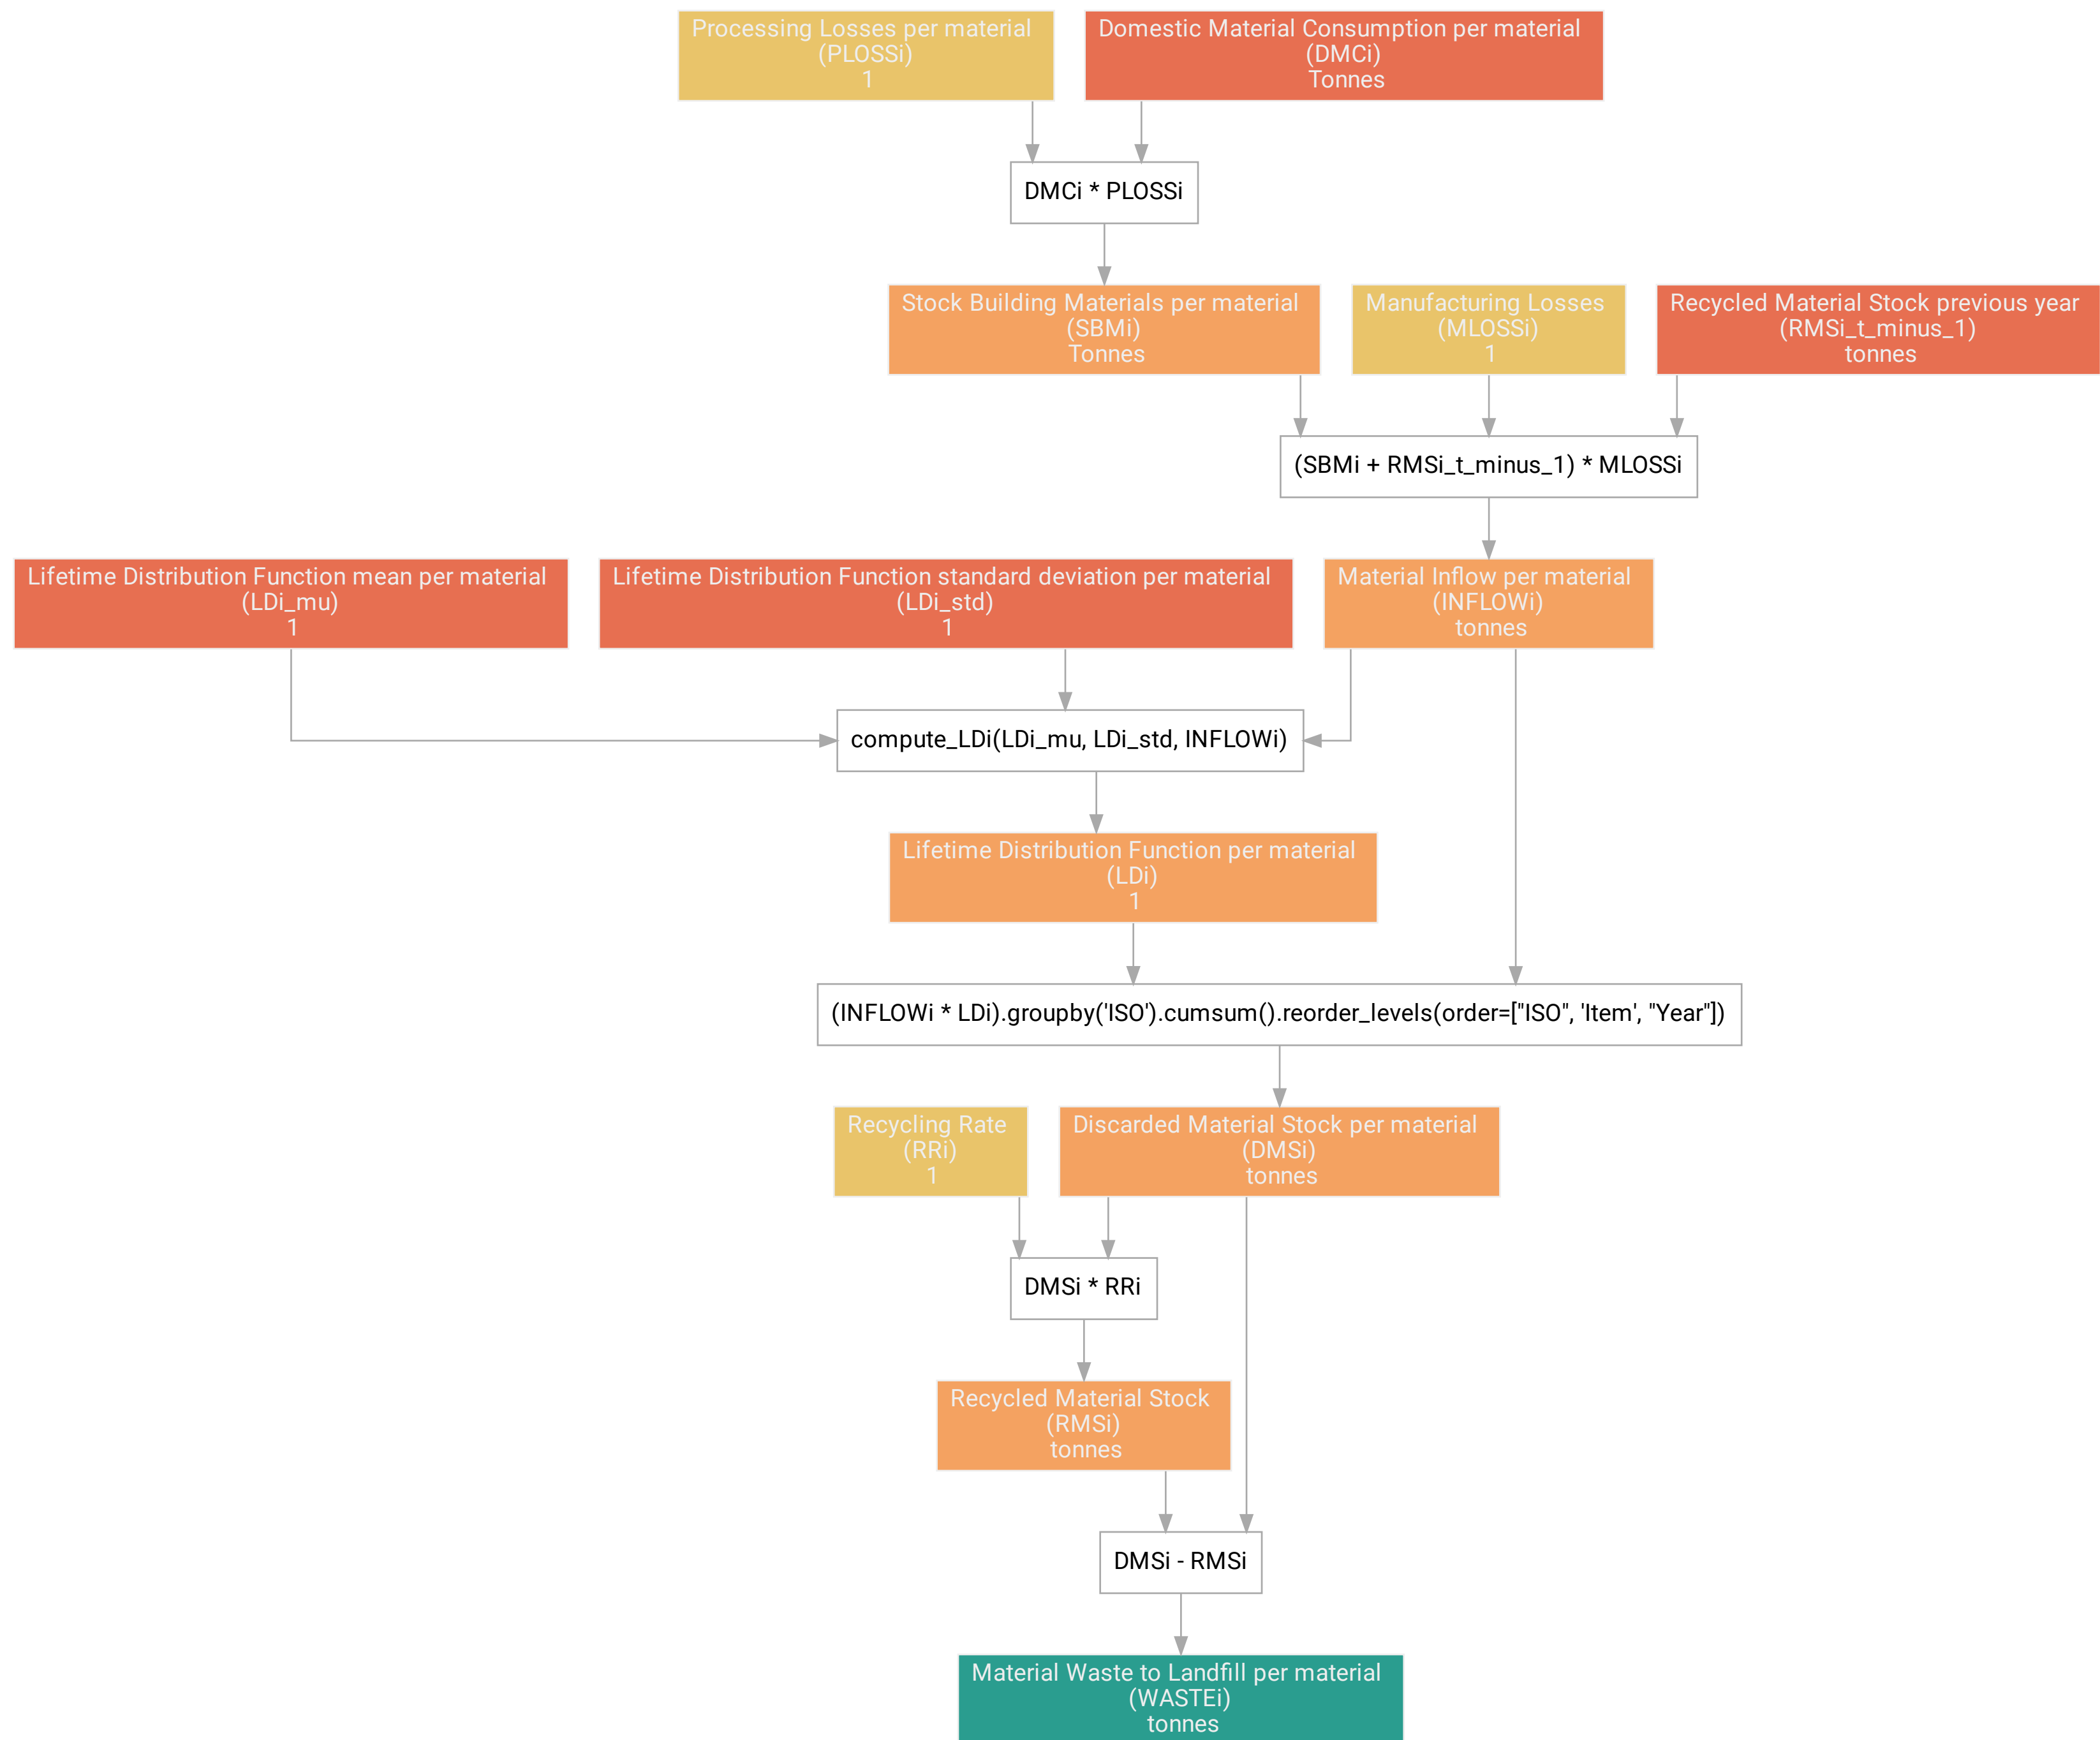 Processing Losses per material
(PLOSSi)
1
Domestic Material Consumption per material
(DMCi)
Tonnes
DMCi * PLOSSi
Stock Building Materials per material
(SBMi)
Tonnes
Manufacturing Losses
(MLOSSi)
1
Recycled Material Stock previous year
(RMSi_t_minus_1)
tonnes
(SBMi + RMSi_t_minus_1) * MLOSSi
Lifetime Distribution Function mean per material
(LDi_mu)
1
Lifetime Distribution Function standard deviation per material
(LDi_std)
1
Material Inflow per material
(INFLOWi)
tonnes
compute_LDi(LDi_mu, LDi_std, INFLOWi)
Lifetime Distribution Function per material
(LDi)
1
(INFLOWi * LDi).groupby('ISO').cumsum().reorder_levels(order=["ISO", 'Item', "Year"])
Recycling Rate
(RRi)
1
Discarded Material Stock per material
(DMSi)
tonnes
DMSi * RRi
Recycled Material Stock
(RMSi)
tonnes
DMSi - RMSi
Material Waste to Landfill per material
(WASTEi)
tonnes